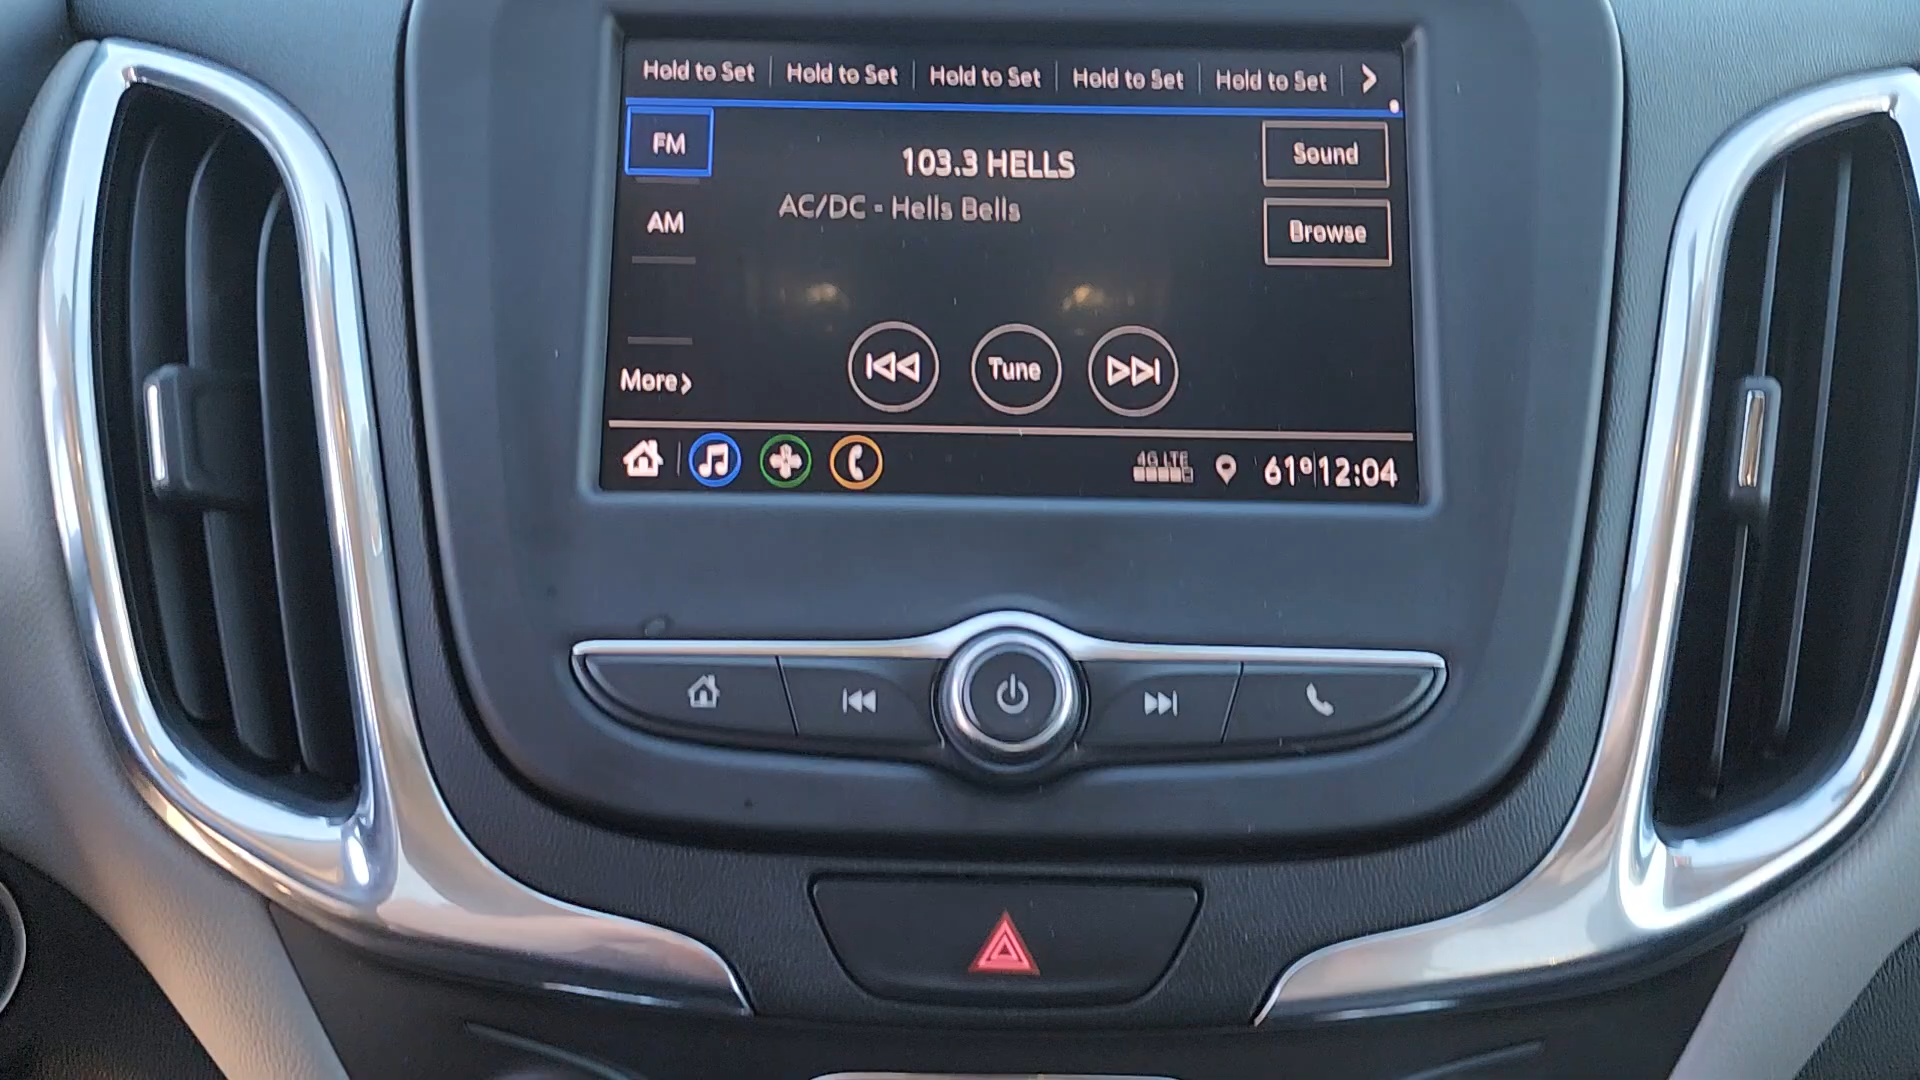 Hold to Set Hold to Set Hold to Set Hold to Set Hold to Set
FM
103.3 HELLS
Sound
AC/DC - Hells Bells
AM
Browse
Tune
More
4G LTE
61° 12:04